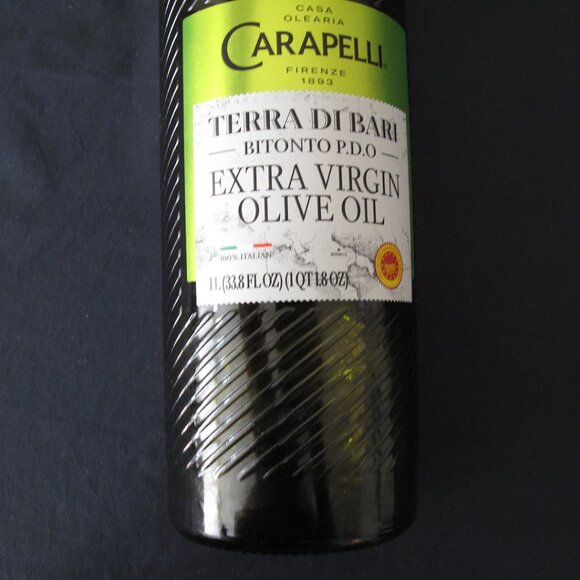 CASA
OLEARIA
CARAPELLI
FIRENZE
1893
TERRA DI BARI
BITONTO P.D.O
EXTRA VIRGIN
OLIVE OIL
100% ITALIAN
1 L (33.8 FL OZ) (1 QT 1.8 OZ)